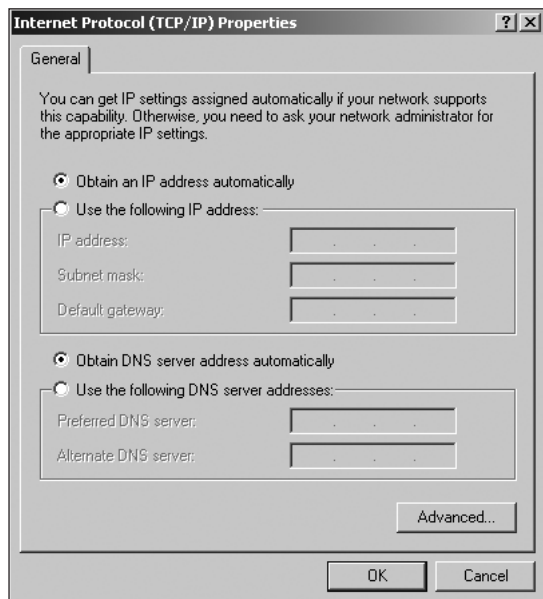 Internet Protocol (TCP/IP) Properties
General
You can get IP settings assigned automatically if your network supports
this capability. Otherwise, you need to ask your network administrator for
the appropriate IP settings.
Obtain an IP address automatically
Use the following IP address:
IP address:
Subnet mask:
Default gateway:
Obtain DNS server address automatically
Use the following DNS server addresses:
Preferred DNS server:
Alternate DNS server:
Advanced...
OK
Cancel